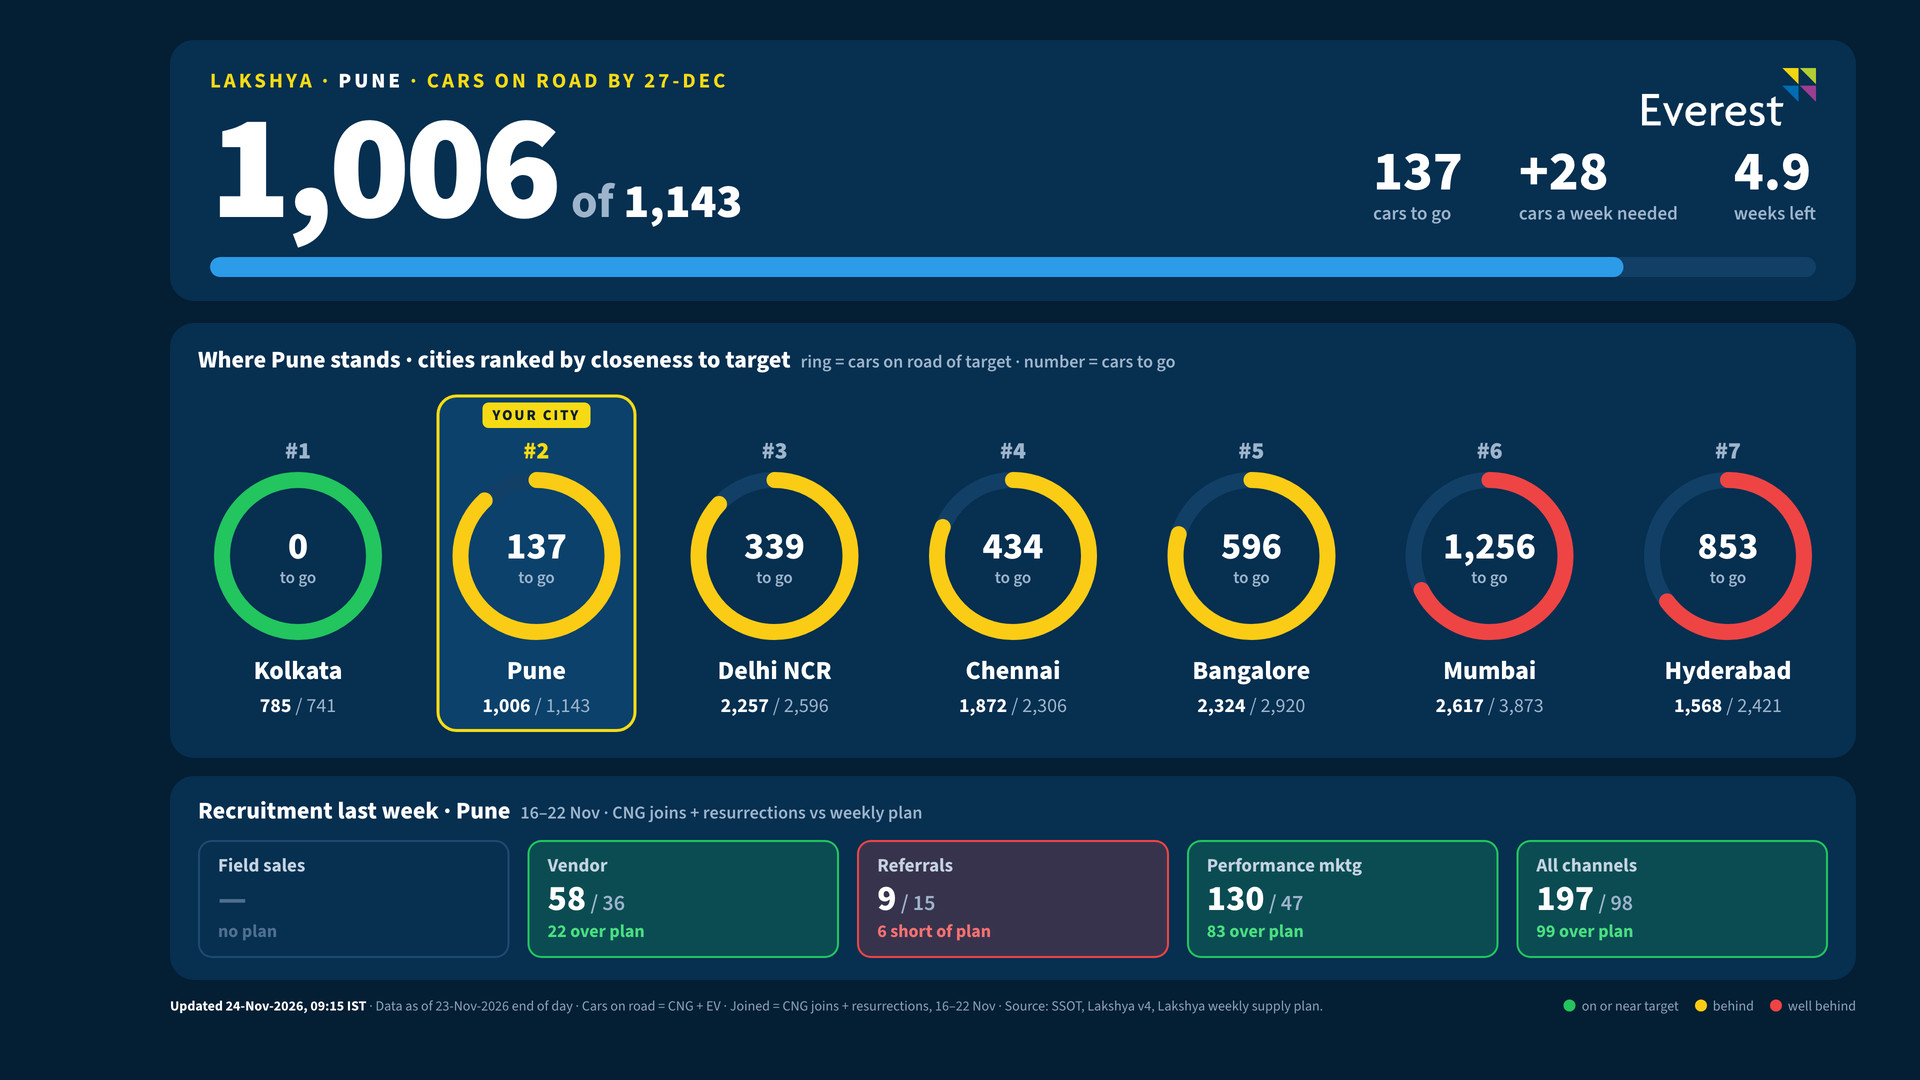 LAKSHYA · PUNE · CARS ON ROAD BY 27-DEC
Everest
1,006 of 1,143
137
cars to go
+28
cars a week needed
4.9
weeks left
Where Pune stands · cities ranked by closeness to target ring = cars on road of target · number = cars to go
#1
0
to go
Kolkata
785 / 741
YOUR CITY
#2
137
to go
Pune
1,006 / 1,143
#3
339
to go
Delhi NCR
2,257 / 2,596
#4
434
to go
Chennai
1,872 / 2,306
#5
596
to go
Bangalore
2,324 / 2,920
#6
1,256
to go
Mumbai
2,617 / 3,873
#7
853
to go
Hyderabad
1,568 / 2,421
Recruitment last week · Pune 16–22 Nov · CNG joins + resurrections vs weekly plan
Field sales
—
no plan
Vendor
58 / 36
22 over plan
Referrals
9 / 15
6 short of plan
Performance mktg
130 / 47
83 over plan
All channels
197 / 98
99 over plan
Updated 24-Nov-2026, 09:15 IST · Data as of 23-Nov-2026 end of day · Cars on road = CNG + EV · Joined = CNG joins + resurrections, 16–22 Nov · Source: SSOT, Lakshya v4, Lakshya weekly supply plan.
on or near target
behind
well behind